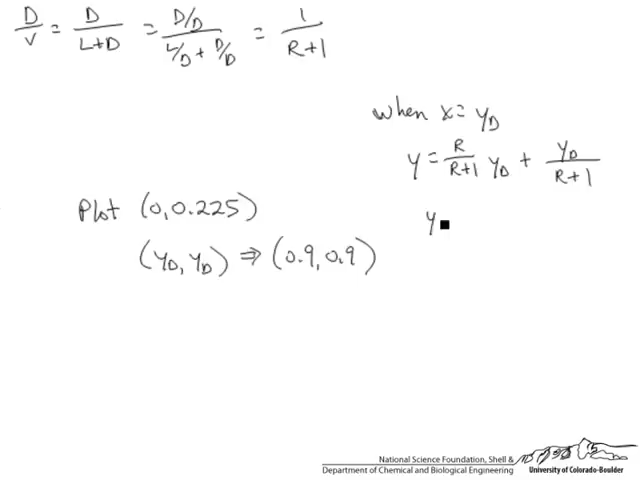 D/V = D/(L+D) = (D/D)/(L/D + D/D) = 1/(R+1)
when x = y_D
y = R/(R+1) y_D + y_D/(R+1)
Plot (0, 0.225)
y
(y_D, y_D) ⇒ (0.9, 0.9)
National Science Foundation, Shell &
Department of Chemical and Biological Engineering
University of Colorado-Boulder